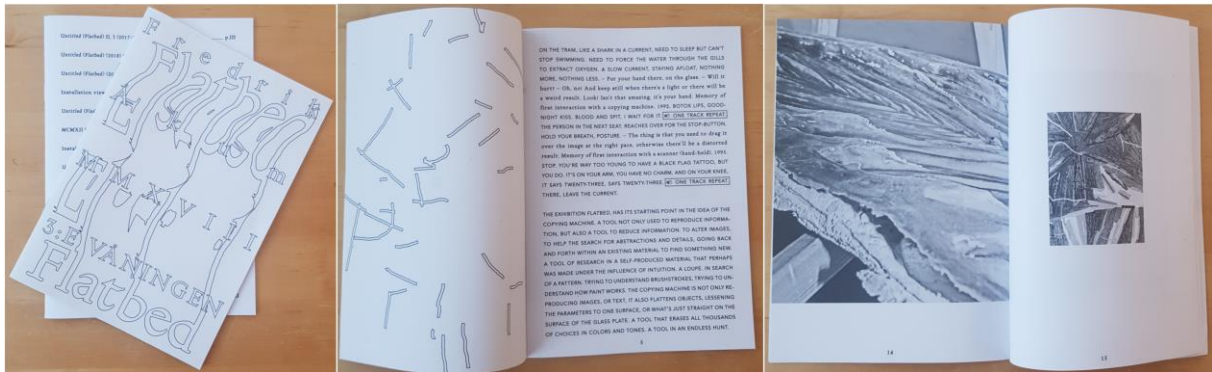 Untitled (Flatbed) II, I (2017-
p.III
Untitled (Flatbed) (2018)
Untitled (Flatbed) (20
Installation view
Untitled (Fla
MCMXCI
Instal
Fredrik
Flatbed
3:E VÅNINGEN
Flatbed
ON THE TRAM, LIKE A SHARK IN A CURRENT, NEED TO SLEEP BUT CAN'T
STOP SWIMMING. NEED TO FORCE THE WATER THROUGH THE GILLS
TO EXTRACT OXYGEN. A SLOW CURRENT, STAYING AFLOAT, NOTHING
MORE, NOTHING LESS. – For your hand there, on the glass. – Will it
hurt? – Oh, no! And keep still when there's a light or there will be
a weird result. Look! Isn't that amazing, it's your hand. Memory of
first interaction with a copying machine. 1992. BOTOX LIPS, GOOD-
NIGHT KISS. BLOOD AND SPIT, I WAIT FOR IT ONE TRACK REPEAT.
THE PERSON IN THE NEXT SEAT, REACHES OVER FOR THE STOP-BUTTON.
HOLD YOUR BREATH, POSTURE. – The thing is that you need to drag it
over the image at the right pace, otherwise there'll be a distorted
result. Memory of first interaction with a scanner (hand-held). 1993.
STOP. YOU'RE WAY TOO YOUNG TO HAVE A BLACK FLAG TATTOO, BUT
YOU DO. IT'S ON YOUR ARM, YOU HAVE NO CHARM. AND ON YOUR KNEE,
IT SAYS TWENTY-THREE, SAYS TWENTY-THREE. ONE TRACK REPEAT.
THERE, LEAVE THE CURRENT.
THE EXHIBITION FLATBED, HAS ITS STARTING POINT IN THE IDEA OF THE
COPYING MACHINE. A TOOL NOT ONLY USED TO REPRODUCE INFORMA-
TION, BUT ALSO A TOOL TO REDUCE INFORMATION. TO ALTER IMAGES,
TO HELP THE SEARCH FOR ABSTRACTIONS AND DETAILS, GOING BACK
AND FORTH WITHIN AN EXISTING MATERIAL TO FIND SOMETHING NEW.
A TOOL OF RESEARCH IN A SELF-PRODUCED MATERIAL THAT PERHAPS
WAS MADE UNDER THE INFLUENCE OF INTUITION. A LOUPE. IN SEARCH
OF A PATTERN. TRYING TO UNDERSTAND BRUSHSTROKES, TRYING TO UN-
DERSTAND HOW PAINT WORKS. THE COPYING MACHINE IS NOT ONLY RE-
PRODUCING IMAGES, OR TEXT, IT ALSO FLATTENS OBJECTS, LESSENING
THE PARAMETERS TO ONE SURFACE, OR WHAT'S JUST STRAIGHT ON THE
SURFACE OF THE GLASS PLATE. A TOOL THAT ERASES ALL THOUSANDS
OF CHOICES IN COLORS AND TONES. A TOOL IN AN ENDLESS HUNT.
5
14
15